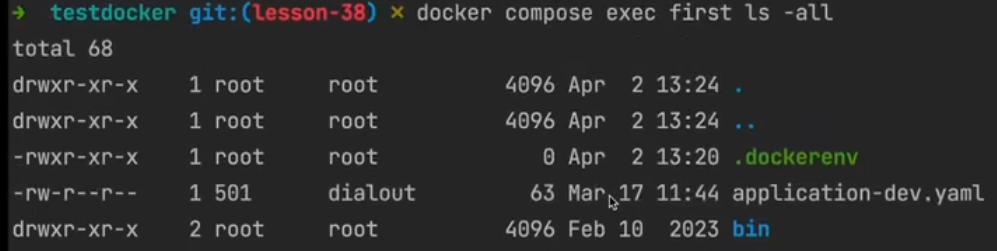 → testdocker git:(lesson-38) × docker compose exec first ls -all
total 68
drwxr-xr-x 1 root root 4096 Apr 2 13:24 .
drwxr-xr-x 1 root root 4096 Apr 2 13:24 ..
-rwxr-xr-x 1 root root 0 Apr 2 13:20 .dockerenv
-rw-r--r-- 1 501 dialout 63 Mar 17 11:44 application-dev.yaml
drwxr-xr-x 2 root root 4096 Feb 10 2023 bin